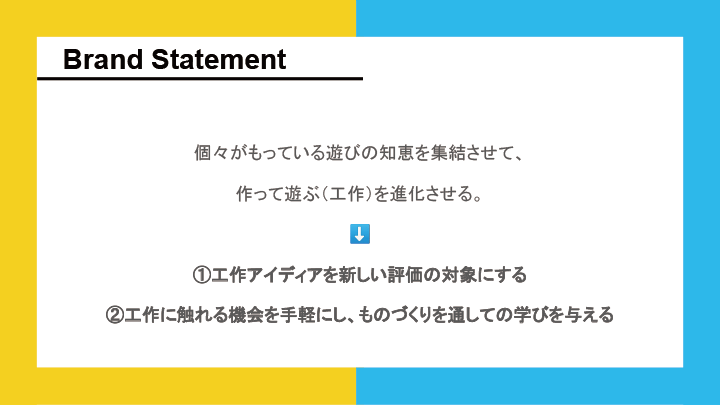 Brand Statement
個々がもっている遊びの知恵を集結させて、
作って遊ぶ（工作）を進化させる。
⬇
①工作アイディアを新しい評価の対象にする
②工作に触れる機会を手軽にし、ものづくりを通しての学びを与える